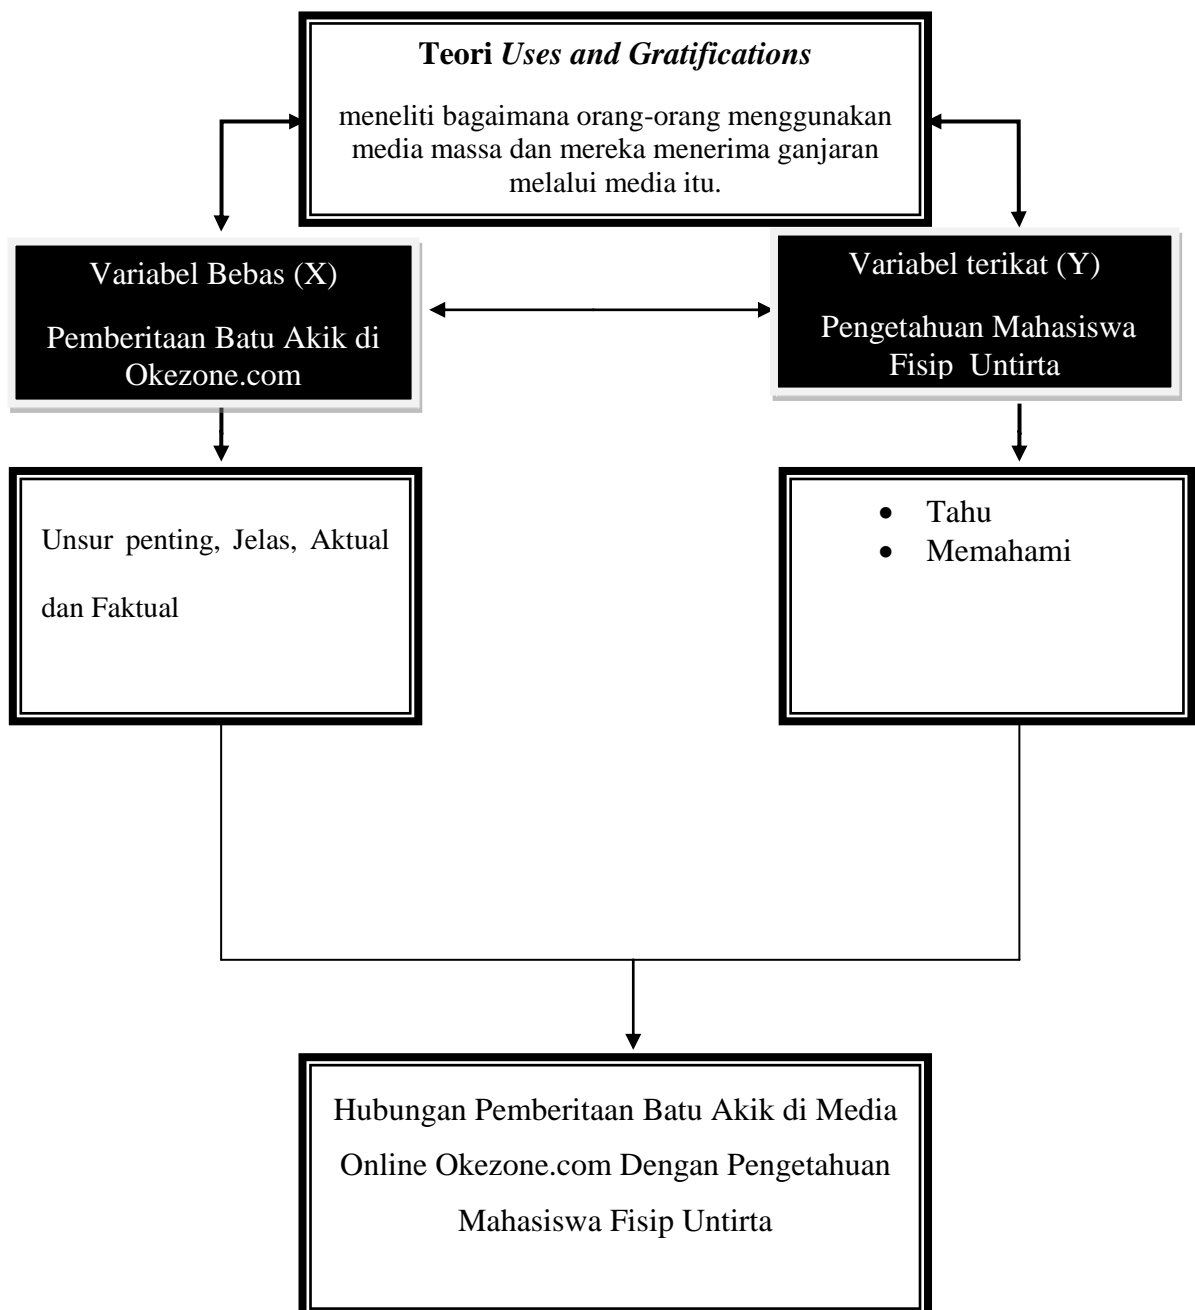 Teori Uses and Gratifications
meneliti bagaimana orang-orang menggunakan
media massa dan mereka menerima ganjaran
melalui media itu.
Variabel Bebas (X)
Pemberitaan Batu Akik di
Okezone.com
Variabel terikat (Y)
Pengetahuan Mahasiswa
Fisip Untirta
Unsur penting, Jelas, Aktual
dan Faktual
• Tahu
• Memahami
Hubungan Pemberitaan Batu Akik di Media
Online Okezone.com Dengan Pengetahuan
Mahasiswa Fisip Untirta